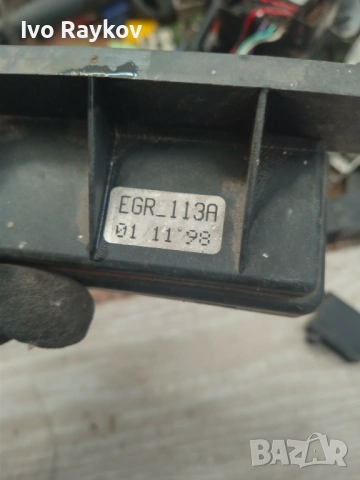 Ivo Raykov
EGR_113A
01 11 98
BAZAR